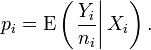 p_i = E ( Y_i / n_i | X_i ) .